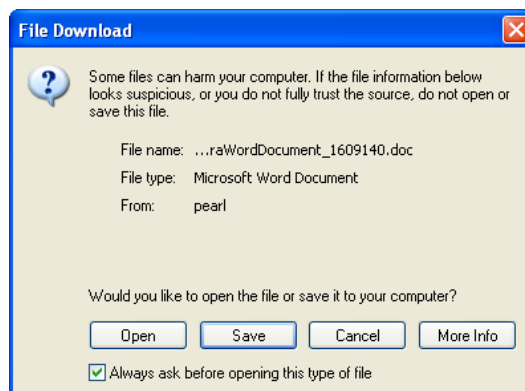 File Download
Some files can harm your computer. If the file information below
looks suspicious, or you do not fully trust the source, do not open or
save this file.
File name: ...raWordDocument_1609140.doc
File type: Microsoft Word Document
From: pearl
Would you like to open the file or save it to your computer?
Open Save Cancel More Info
Always ask before opening this type of file